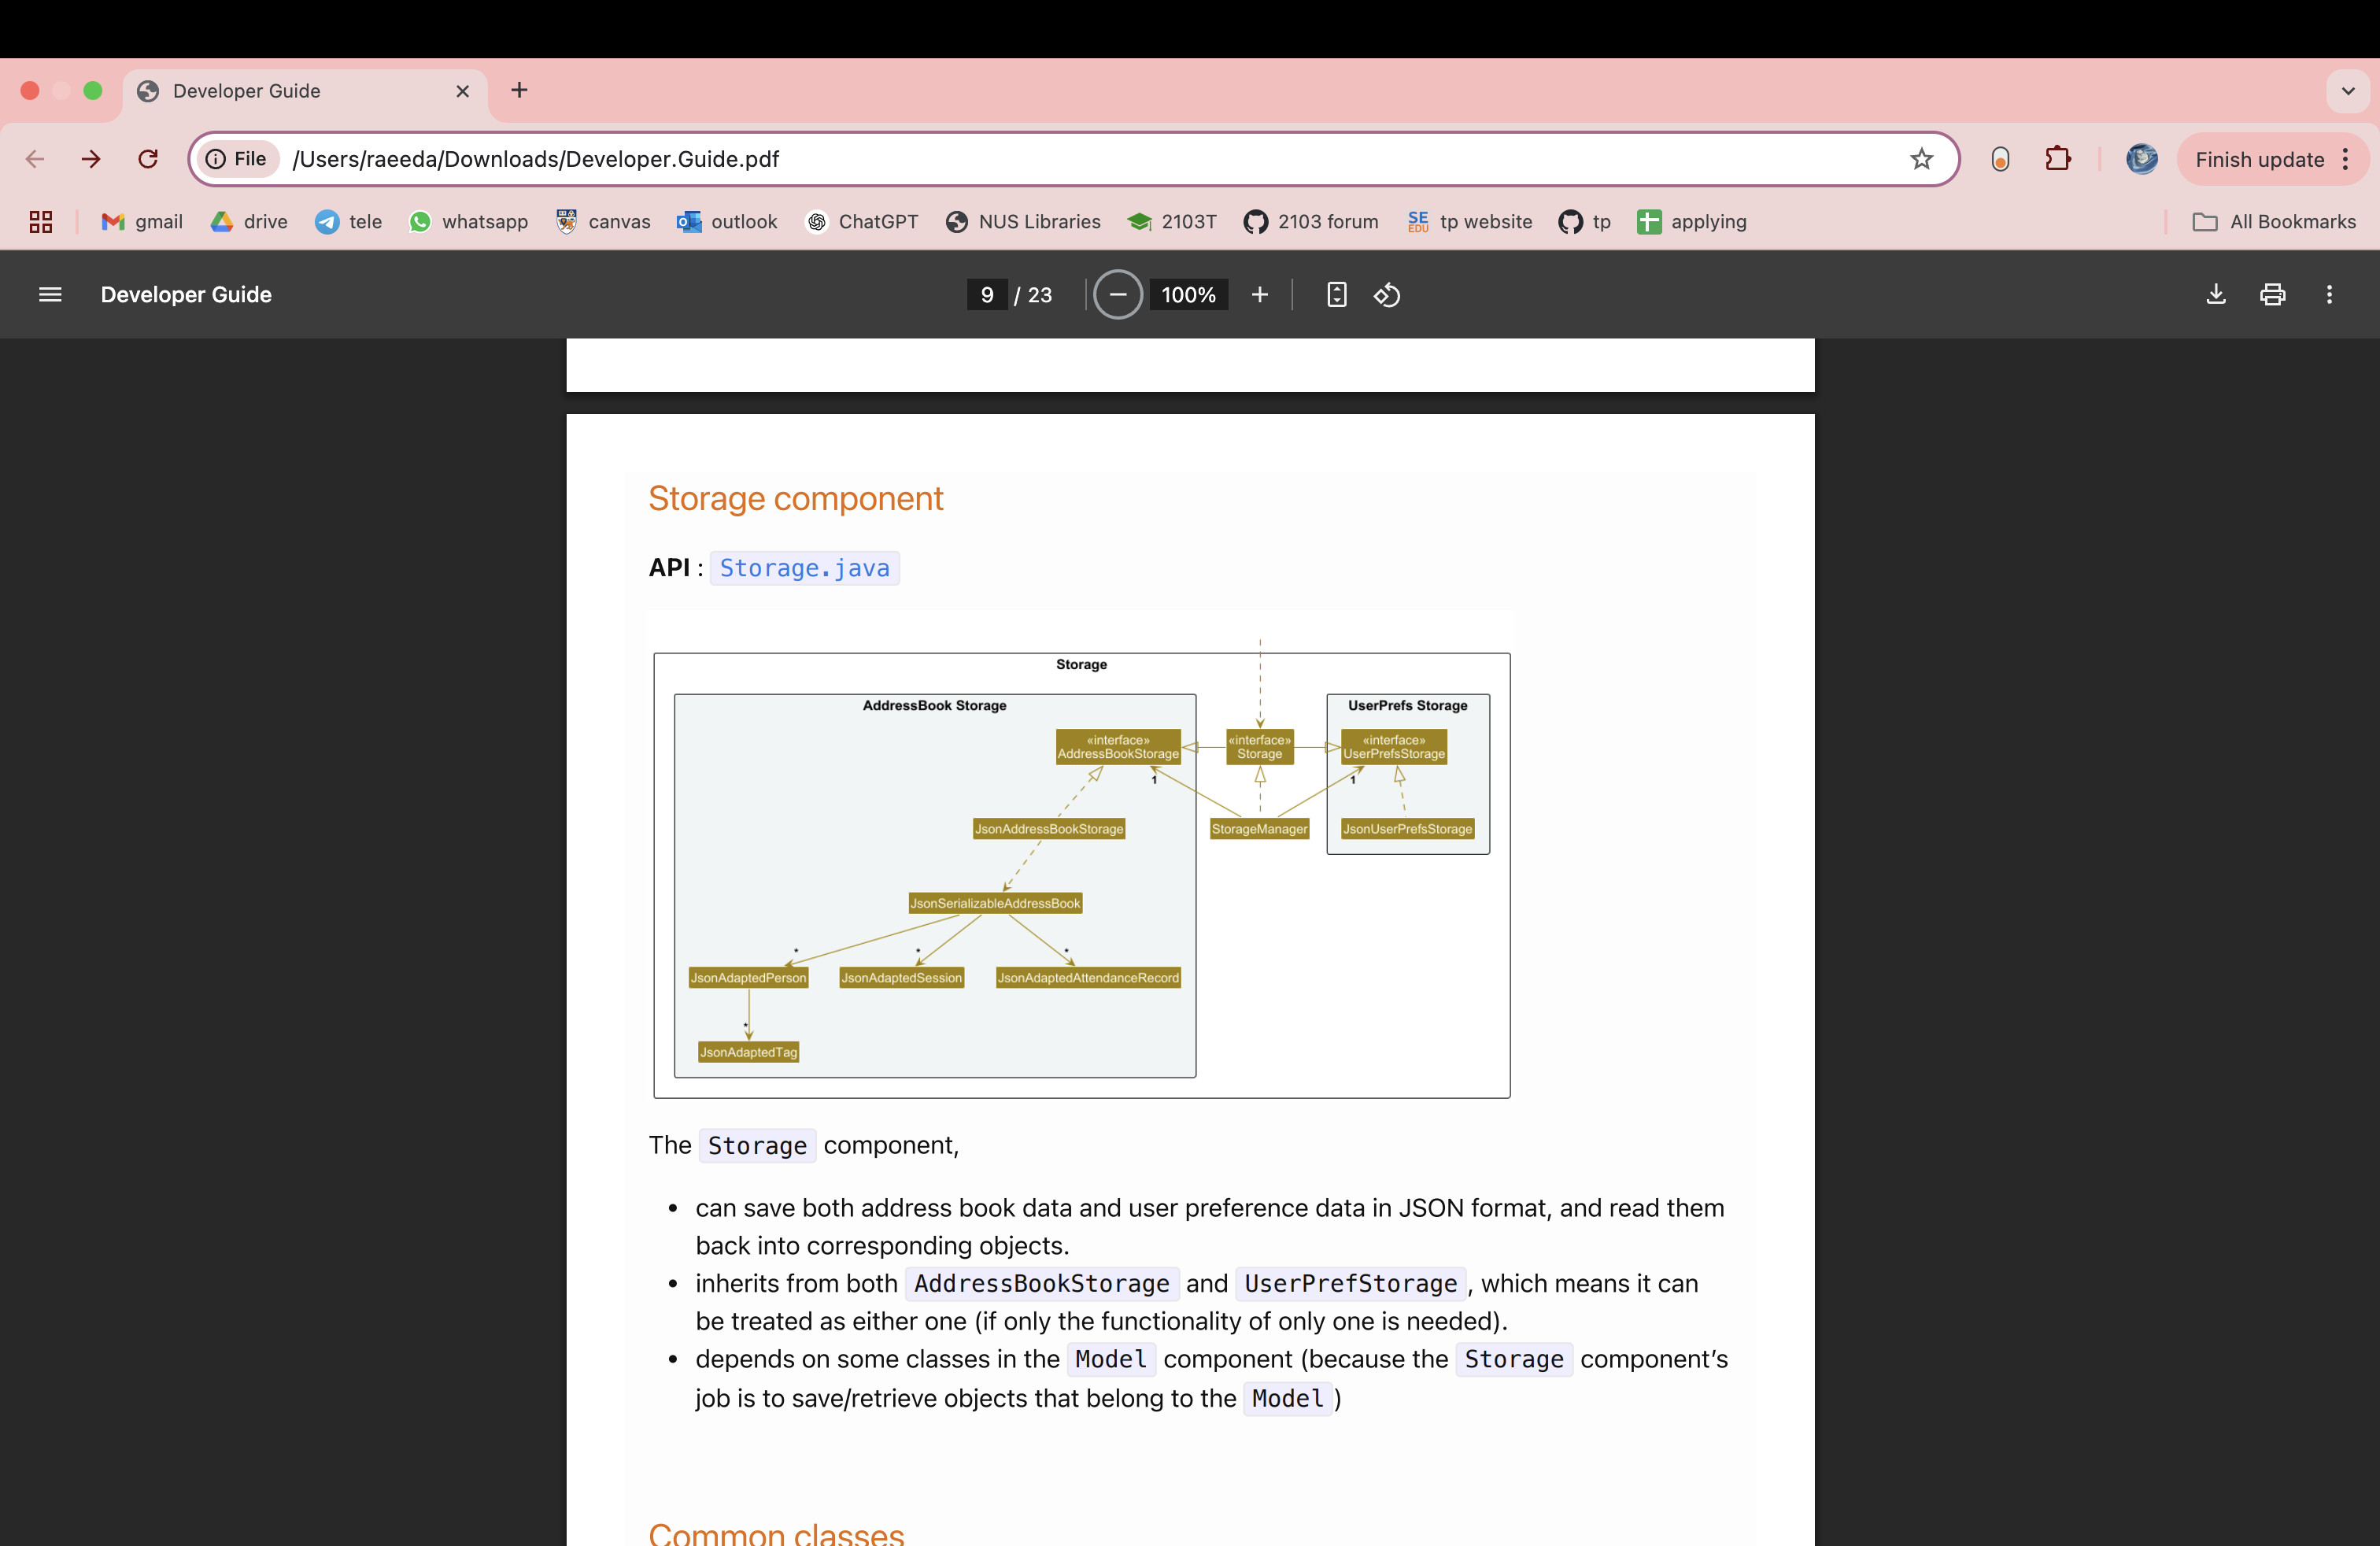 Developer Guide
File /Users/raeeda/Downloads/Developer.Guide.pdf Finish update
gmail drive tele whatsapp canvas outlook ChatGPT NUS Libraries 2103T 2103 forum SE EDU tp website tp applying All Bookmarks
Developer Guide 9 / 23 100%
Storage component
API : Storage.java
Storage
AddressBook Storage
UserPrefs Storage
«interface»
AddressBookStorage
«interface»
Storage
«interface»
UserPrefsStorage
1
1
JsonAddressBookStorage
StorageManager
JsonUserPrefsStorage
JsonSerializableAddressBook
* * *
JsonAdaptedPerson
JsonAdaptedSession
JsonAdaptedAttendanceRecord
*
JsonAdaptedTag
The Storage component,
• can save both address book data and user preference data in JSON format, and read them
back into corresponding objects.
• inherits from both AddressBookStorage and UserPrefStorage, which means it can
be treated as either one (if only the functionality of only one is needed).
• depends on some classes in the Model component (because the Storage component’s
job is to save/retrieve objects that belong to the Model)
Common classes